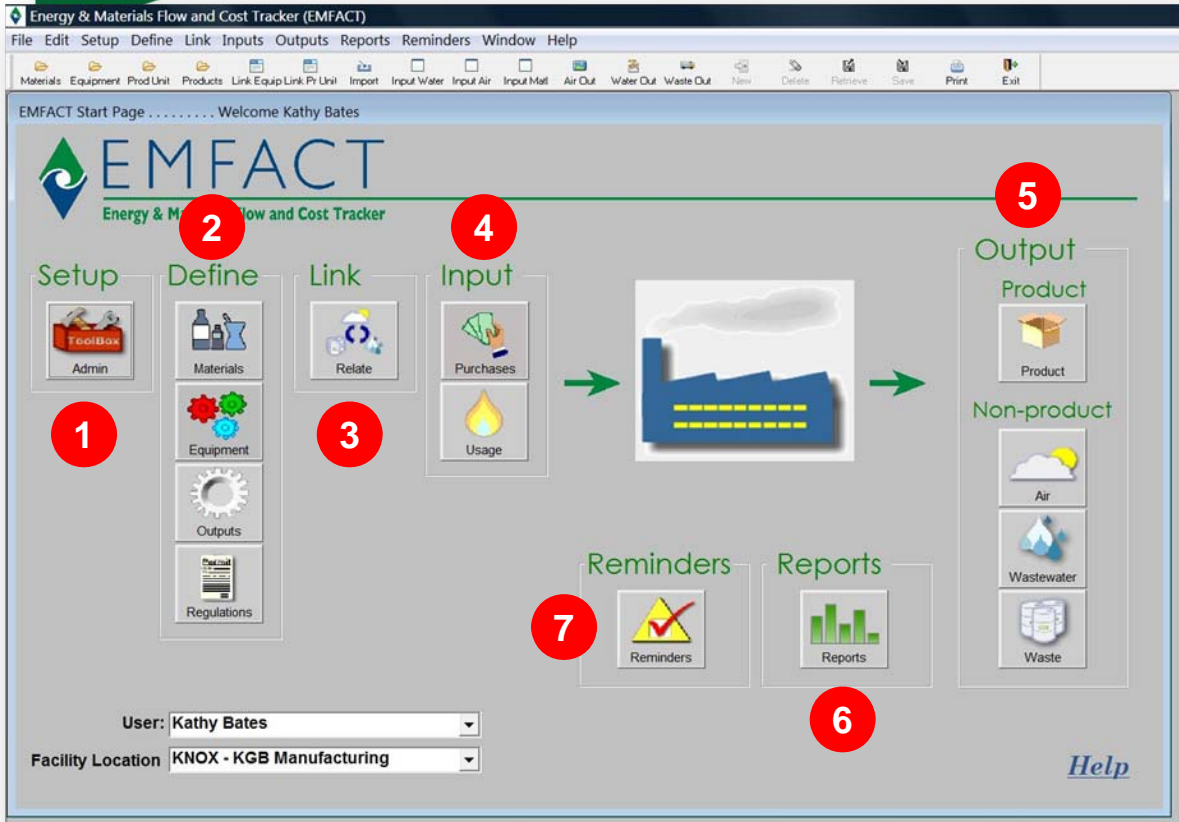 Energy & Materials Flow and Cost Tracker (EMFACT)
File Edit Setup Define Link Inputs Outputs Reports Reminders Window Help
Materials Equipment Prod Unit Products Link Equip Link Pr Unit Import Input Water Input Air Input Matl Air Out Water Out Waste Out New Delete Retrieve Save Print Exit
EMFACT Start Page . . . . . . . . . Welcome Kathy Bates
EMFACT
Energy & M Flow and Cost Tracker
2
4
5
Setup
Define
Link
Input
Output
Product
ToolBox
Admin
Materials
Relate
Purchases
Product
1
3
Equipment
Usage
Non-product
Air
Outputs
Wastewater
Permit
Regulations
Reminders
Reports
7
Reminders
Reports
Waste
6
User: Kathy Bates
Facility Location KNOX - KGB Manufacturing
Help